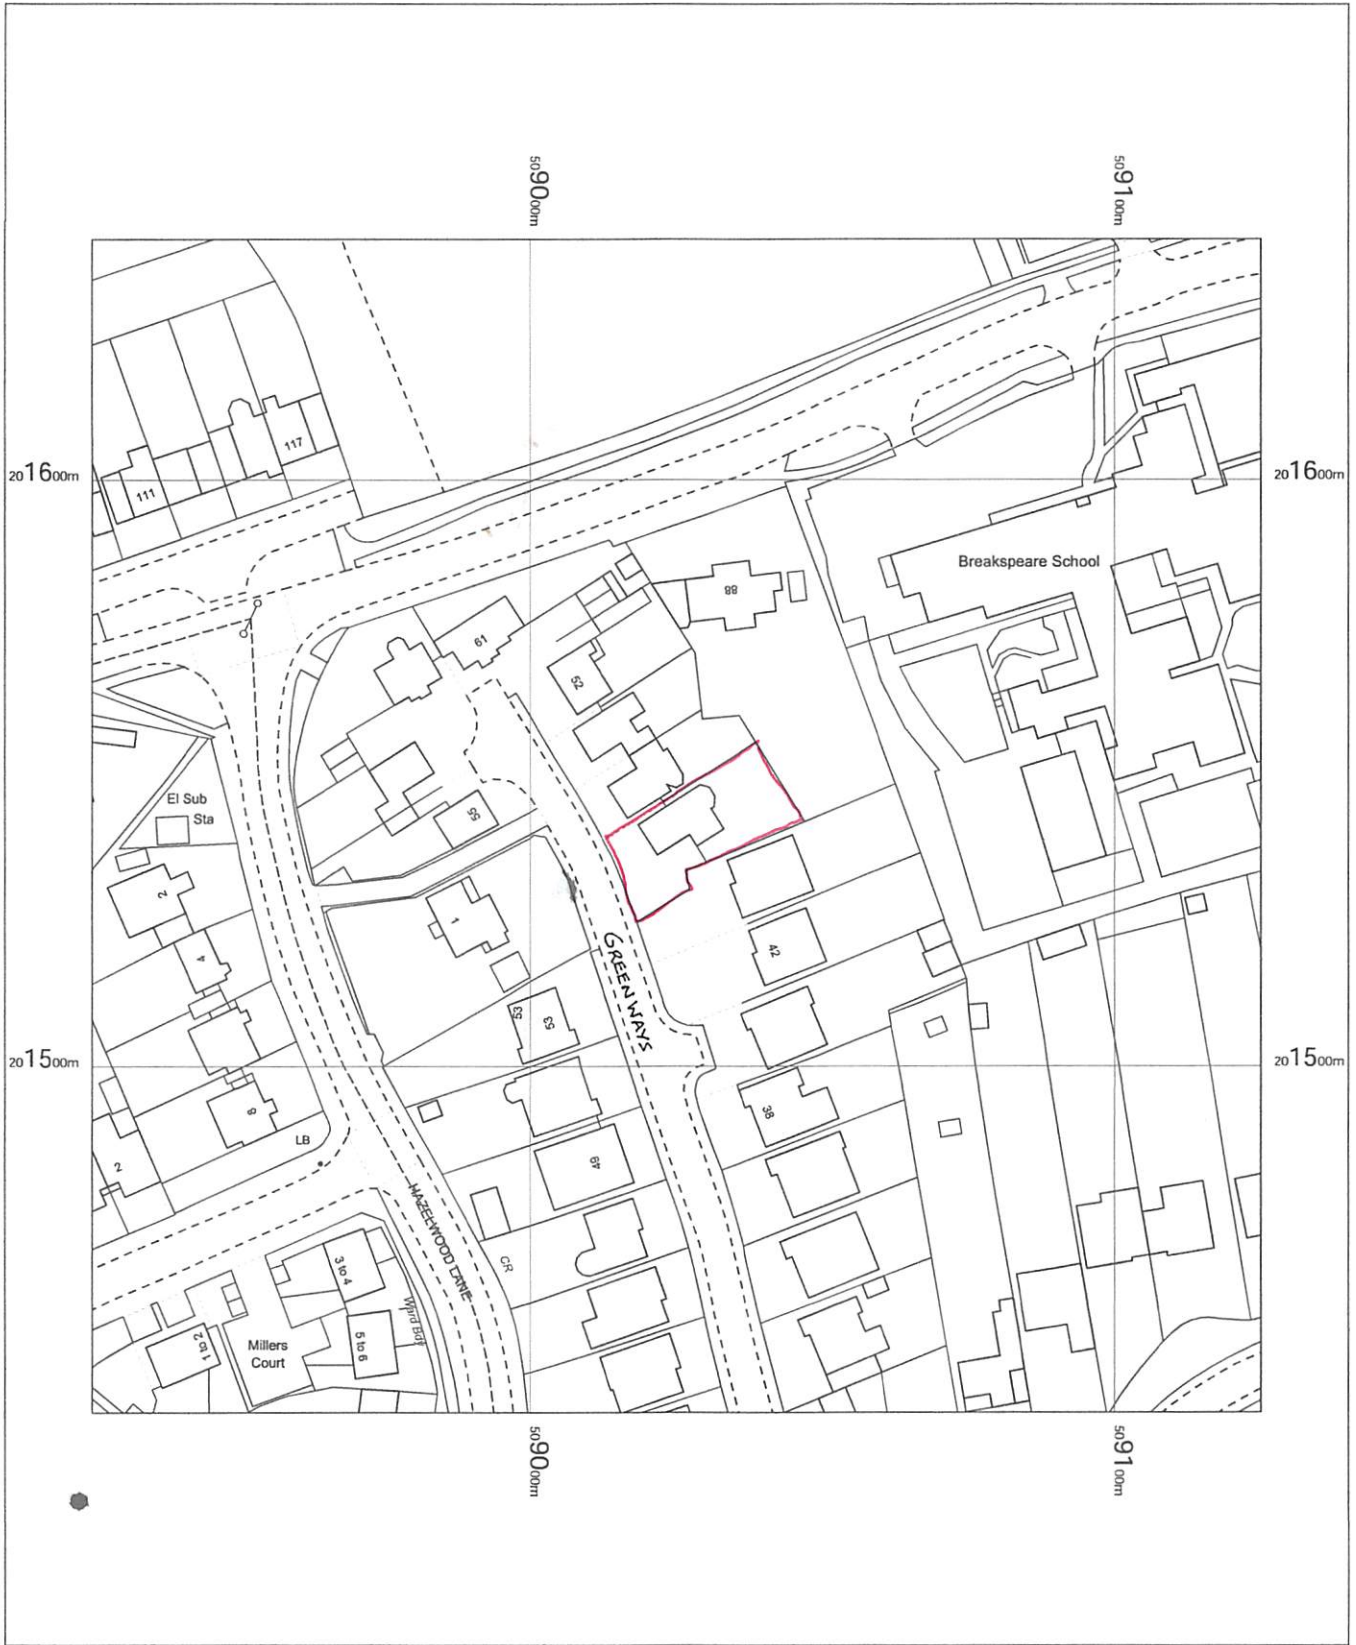 5090 00m
5091 00m
2016 00m
2016 00m
117
111
Breakspeare School
88
61
52
El Sub
Sta
55
2
1
4
42
GREENWAYS
53
53
2015 00m
2015 00m
38
8
LB
2
49
HAZELWOOD LANE
CR
3 to 4
Ward Bdy
5 to 6
1 to 2
Millers
Court
5090 00m
5091 00m